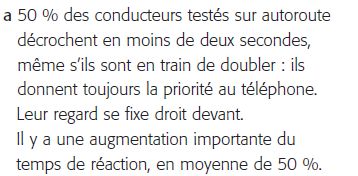 a 50 % des conducteurs testés sur autoroute
décrochent en moins de deux secondes,
même s'ils sont en train de doubler : ils
donnent toujours la priorité au téléphone.
Leur regard se fixe droit devant.
Il y a une augmentation importante du
temps de réaction, en moyenne de 50 %.